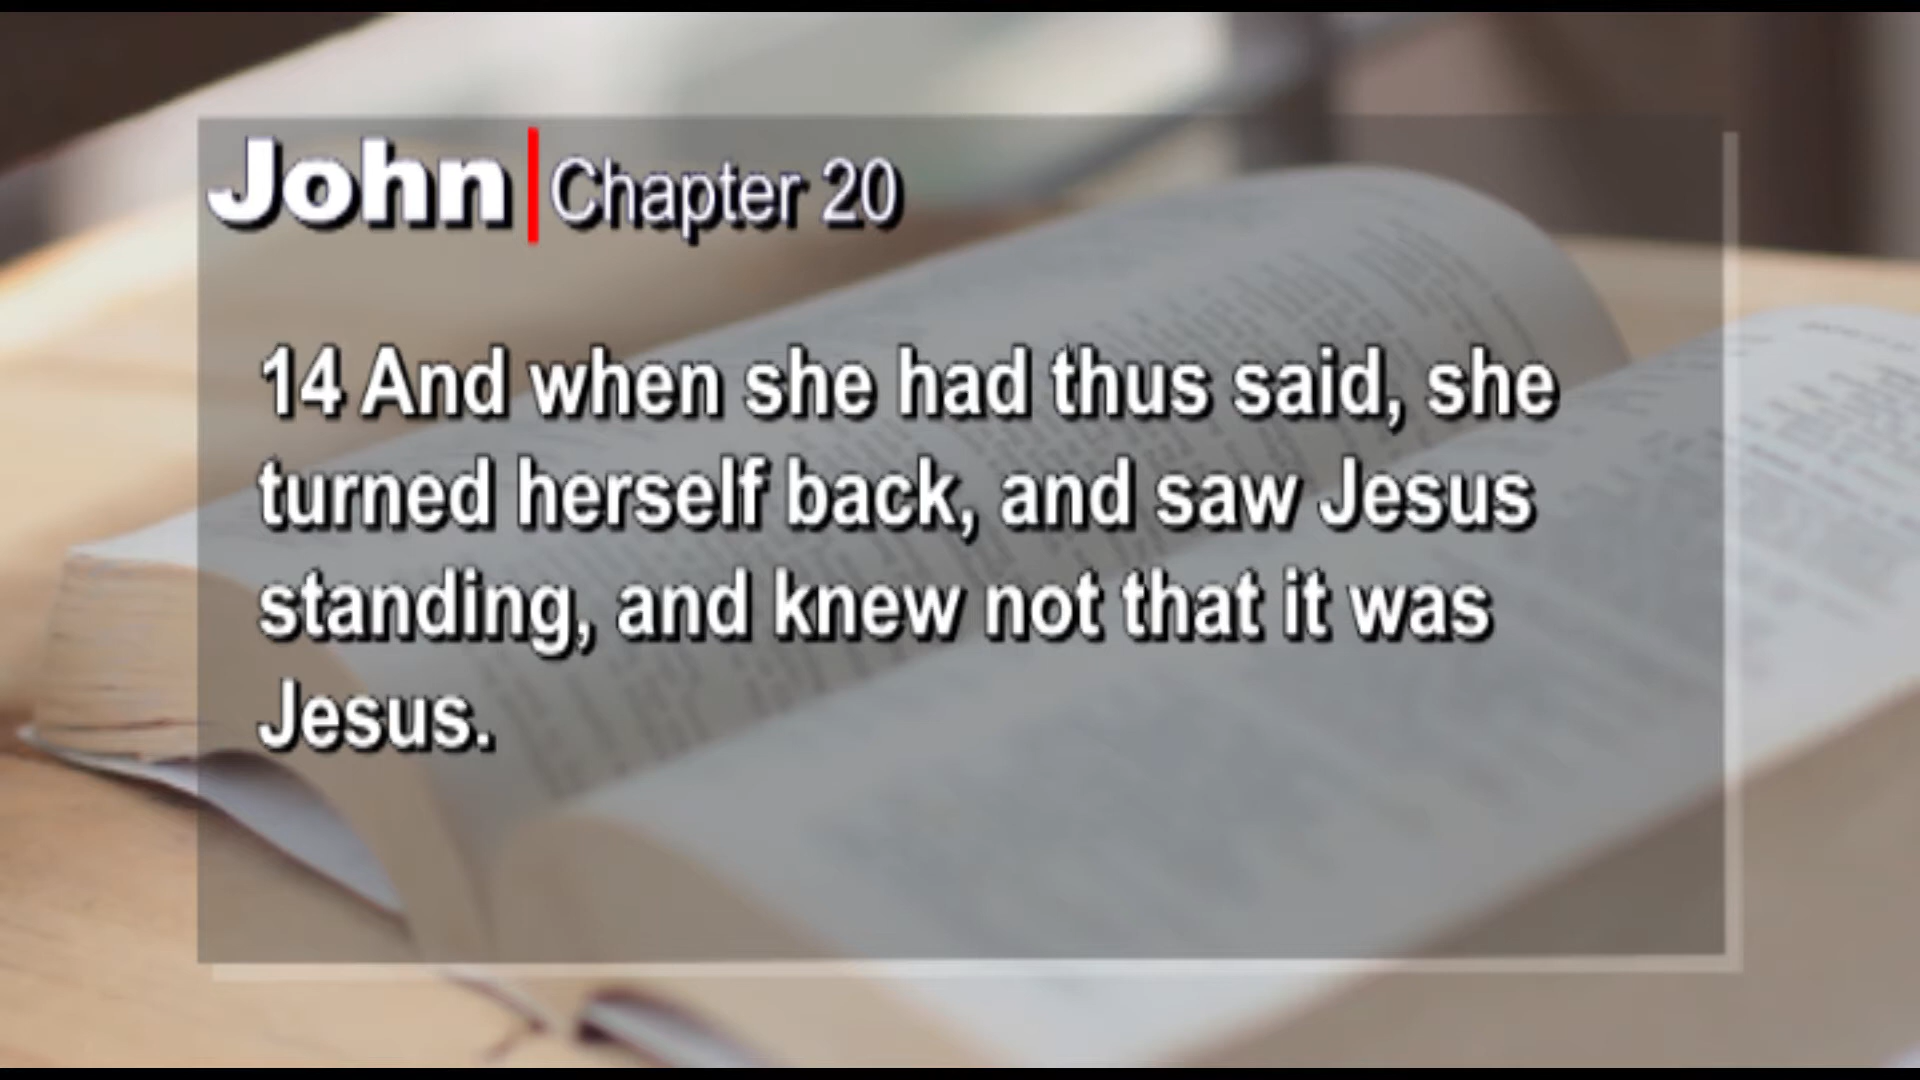 John | Chapter 20
14 And when she had thus said, she
turned herself back, and saw Jesus
standing, and knew not that it was
Jesus.